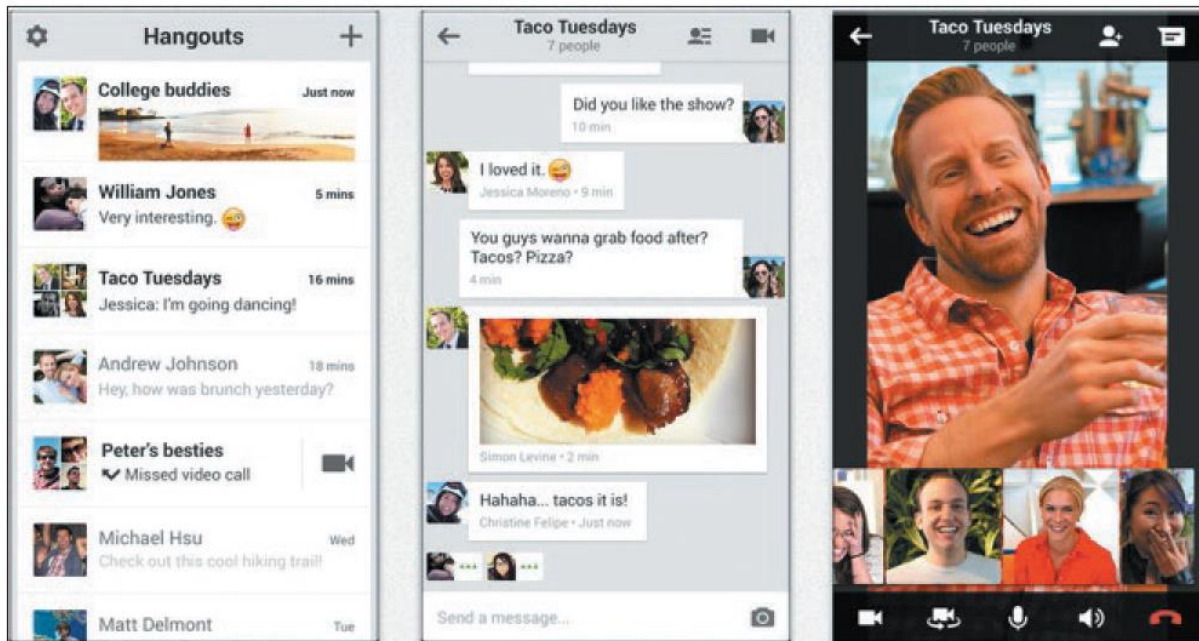 Hangouts
College buddies
Just now
William Jones
5 mins
Very interesting.
Taco Tuesdays
16 mins
Jessica: I'm going dancing!
Andrew Johnson
18 mins
Hey, how was brunch yesterday?
Peter's besties
Missed video call
Michael Hsu
Wed
Check out this cool hiking trail!
Matt Delmont
Tue
Taco Tuesdays
7 people
Did you like the show?
10 min
I loved it.
Jessica Moreno • 9 min
You guys wanna grab food after?
Tacos? Pizza?
4 min
Simon Levine • 2 min
Hahaha... tacos it is!
Christine Felipe • Just now
Send a message...
Taco Tuesdays
7 people